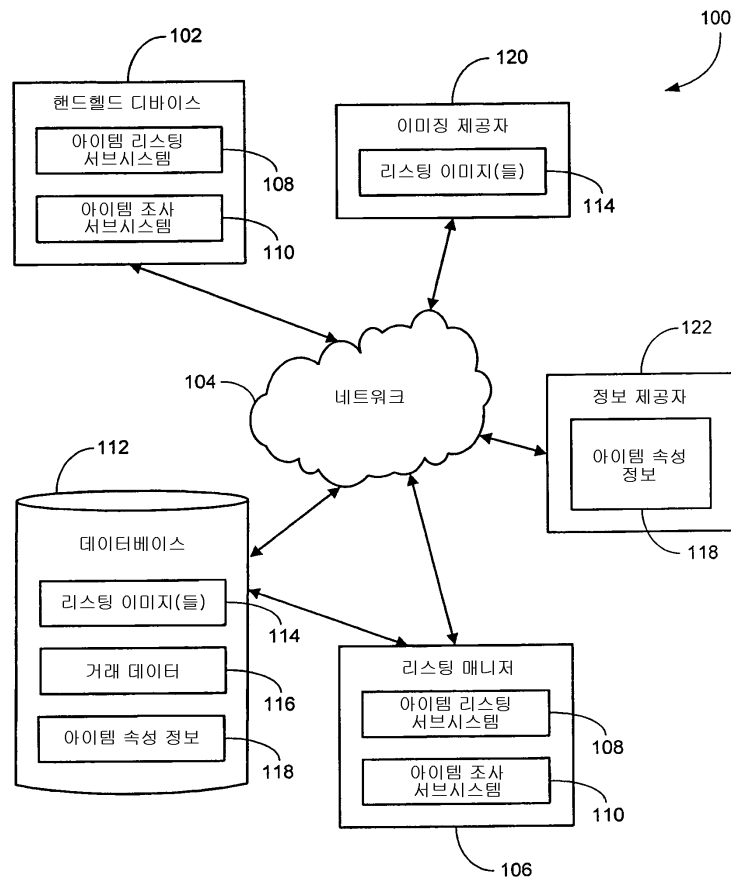 100
102
핸드헬드 디바이스
아이템 리스팅
서브시스템
108
아이템 조사
서브시스템
110
120
이미징 제공자
리스팅 이미지(들)
114
104
네트워크
122
정보 제공자
아이템 속성
정보
118
112
데이터베이스
리스팅 이미지(들)
114
거래 데이터
116
아이템 속성 정보
118
리스팅 매니저
아이템 리스팅
서브시스템
108
아이템 조사
서브시스템
110
106